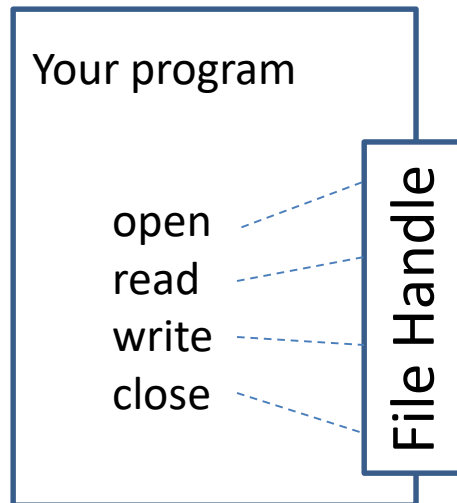 Your program
open
read
write
close
File Handle